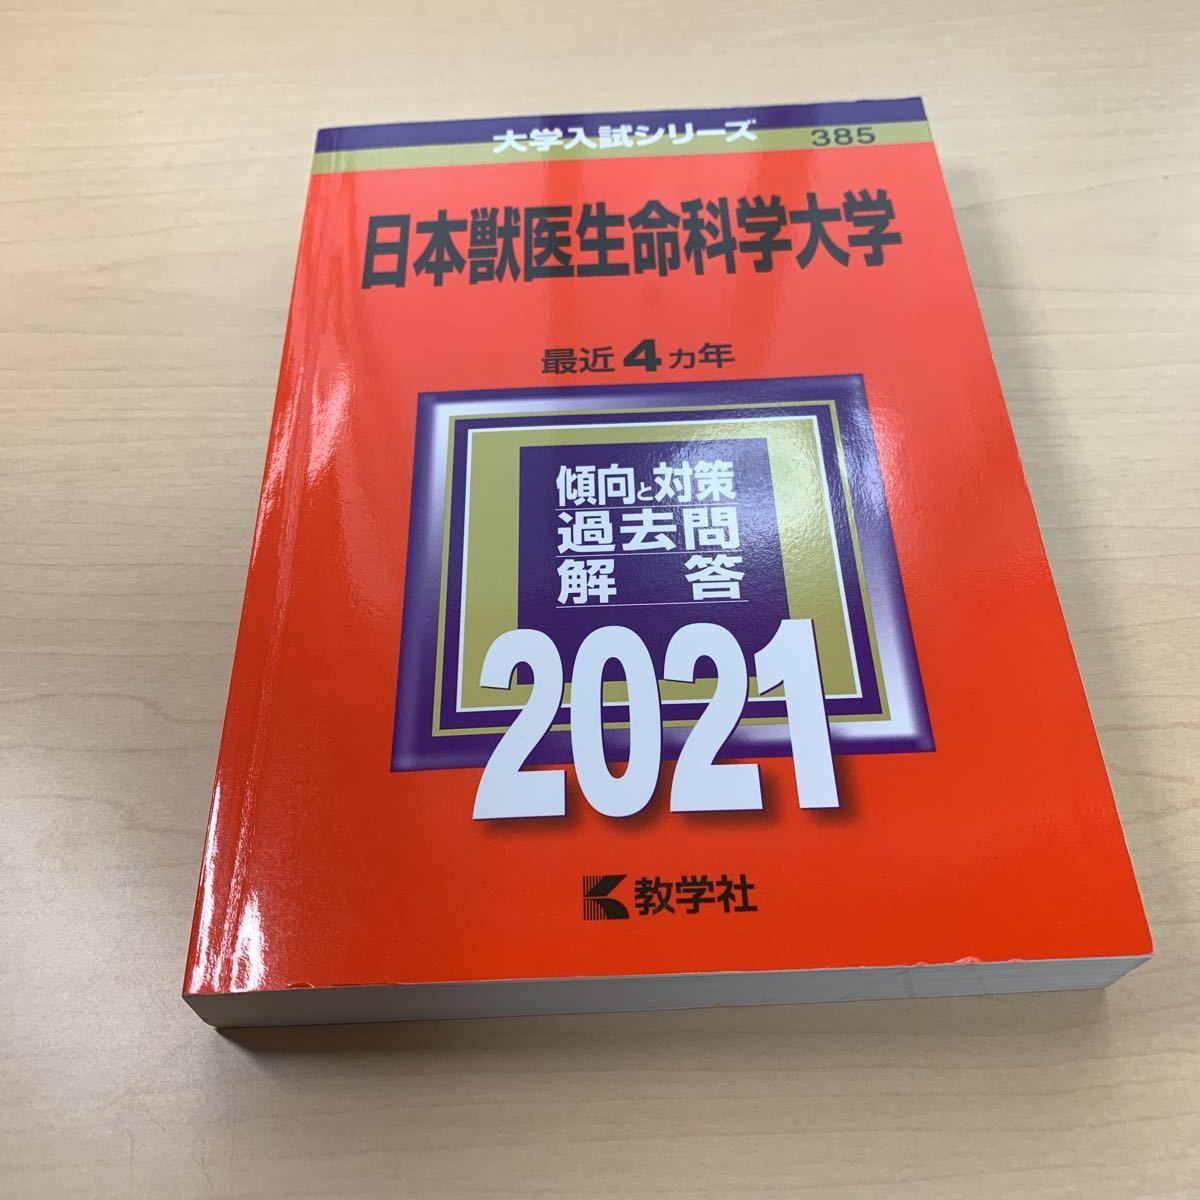 大学入試シリーズ 385
日本獣医生命科学大学
最近4カ年
傾向と対策
過去問
解答
2021
教学社